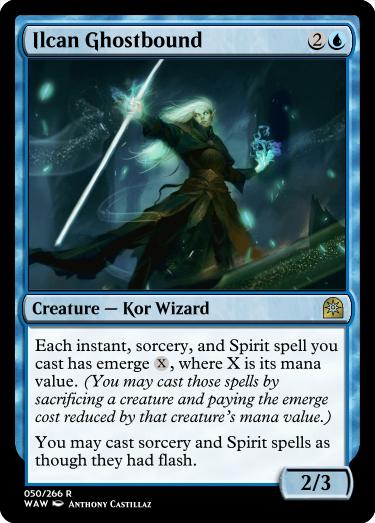 Ilcan Ghostbound 2
Creature — Kor Wizard
Each instant, sorcery, and Spirit spell you
cast has emerge X, where X is its mana
value. (You may cast those spells by
sacrificing a creature and paying the emerge
cost reduced by that creature's mana value.)
You may cast sorcery and Spirit spells as
though they had flash.
2/3
050/266 R
WAW Anthony Castillaz